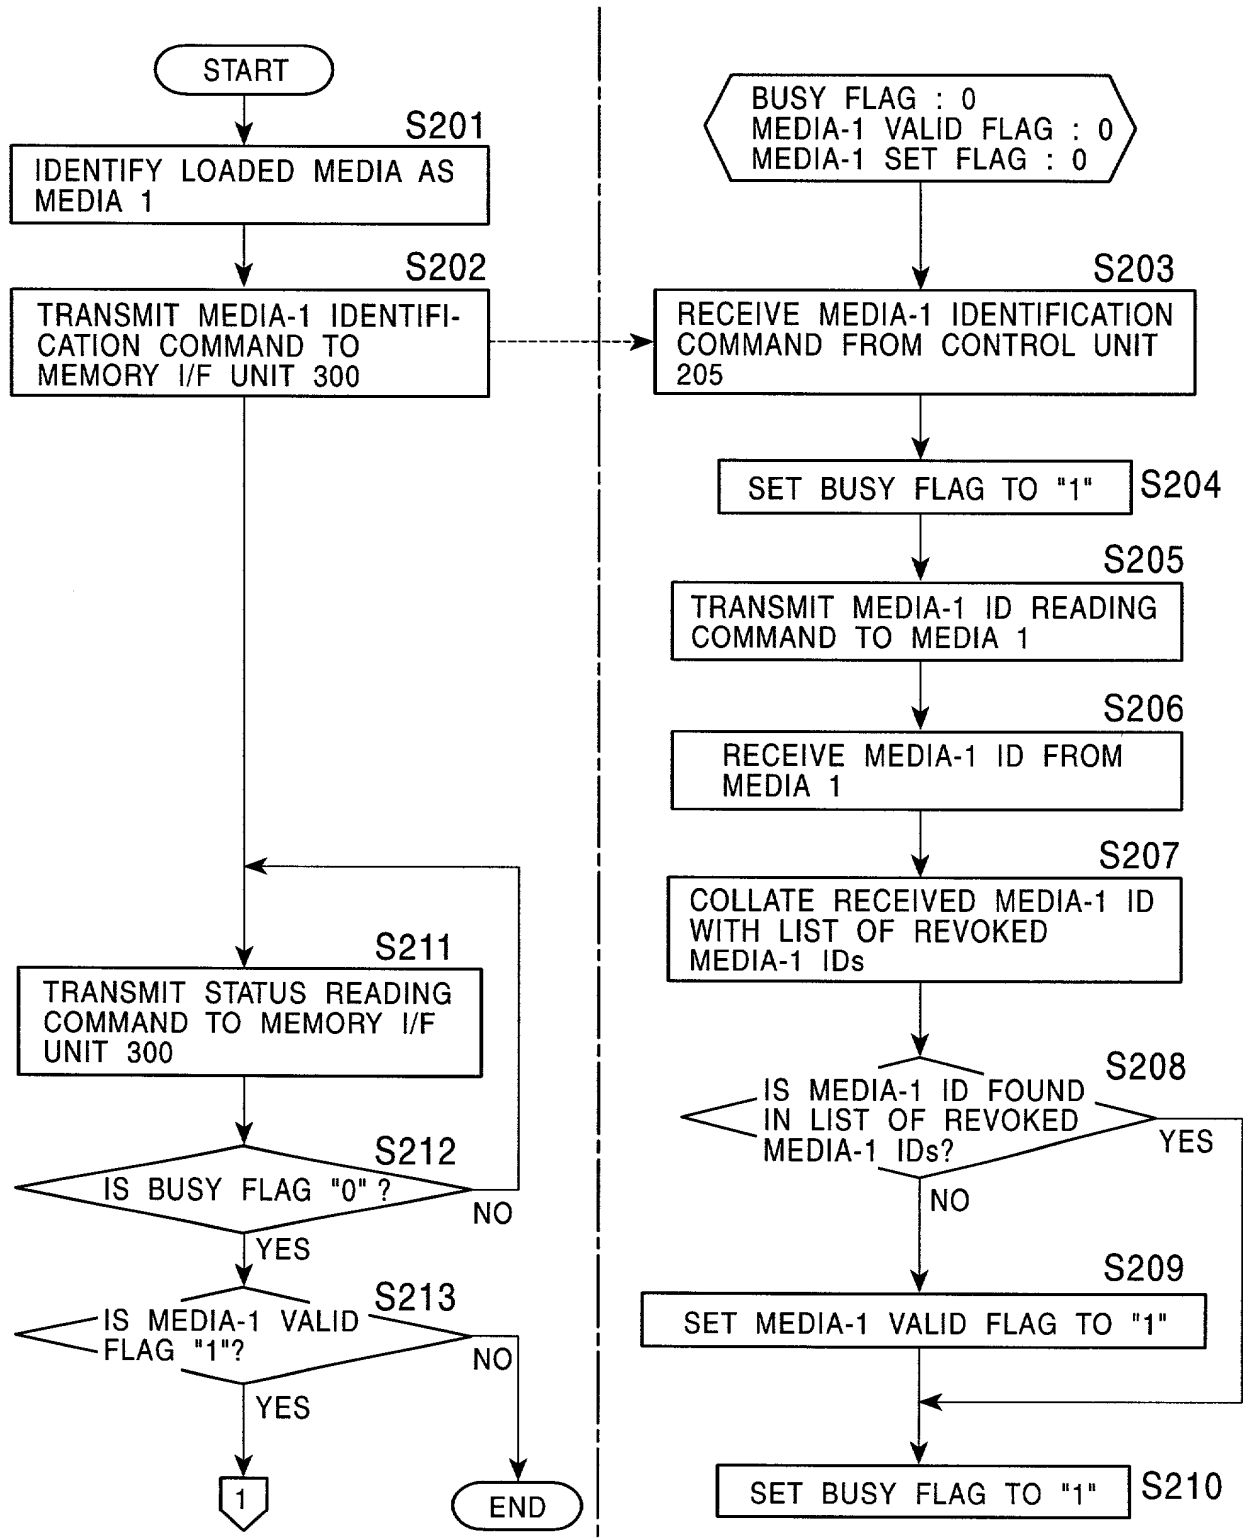 START
S201
IDENTIFY LOADED MEDIA AS
MEDIA 1
S202
TRANSMIT MEDIA-1 IDENTIFI-
CATION COMMAND TO
MEMORY I/F UNIT 300
S211
TRANSMIT STATUS READING
COMMAND TO MEMORY I/F
UNIT 300
S212
IS BUSY FLAG "0" ?
NO
YES
S213
IS MEDIA-1 VALID
FLAG "1"?
NO
YES
1
END
BUSY FLAG : 0
MEDIA-1 VALID FLAG : 0
MEDIA-1 SET FLAG : 0
S203
RECEIVE MEDIA-1 IDENTIFICATION
COMMAND FROM CONTROL UNIT
205
SET BUSY FLAG TO "1"
S204
S205
TRANSMIT MEDIA-1 ID READING
COMMAND TO MEDIA 1
S206
RECEIVE MEDIA-1 ID FROM
MEDIA 1
S207
COLLATE RECEIVED MEDIA-1 ID
WITH LIST OF REVOKED
MEDIA-1 IDs
S208
IS MEDIA-1 ID FOUND
IN LIST OF REVOKED
MEDIA-1 IDs?
YES
NO
S209
SET MEDIA-1 VALID FLAG TO "1"
SET BUSY FLAG TO "1"
S210